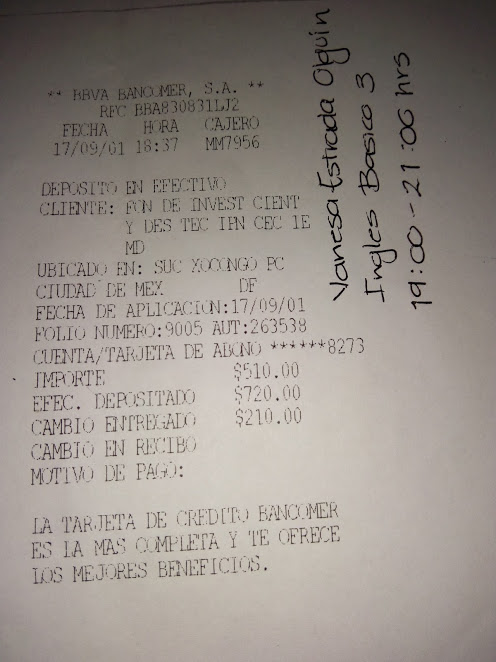 ** BBVA BANCOMER, S.A. **
RFC BBA830831LJ2
FECHA HORA CAJERO
17/09/01 18:37 MM7956
DEPOSITO EN EFECTIVO
CLIENTE: FON DE INVEST CIENT
Y DES TEC IPN CEC IE
MD
UBICADO EN: SUC XOCONGO PC
CIUDAD DE MEX DF
FECHA DE APLICACION:17/09/01
FOLIO NUMERO:9005 AUT:263538
CUENTA/TARJETA DE ABONO ******8273
IMPORTE $510.00
EFEC. DEPOSITADO $720.00
CAMBIO ENTREGADO $210.00
CAMBIO EN RECIBO
MOTIVO DE PAGO:
LA TARJETA DE CREDITO BANCOMER
ES LA MAS COMPLETA Y TE OFRECE
LOS MEJORES BENEFICIOS.
Vanesa Estrada Olguin
Ingles Basico 3
19:00 - 21:00 hrs